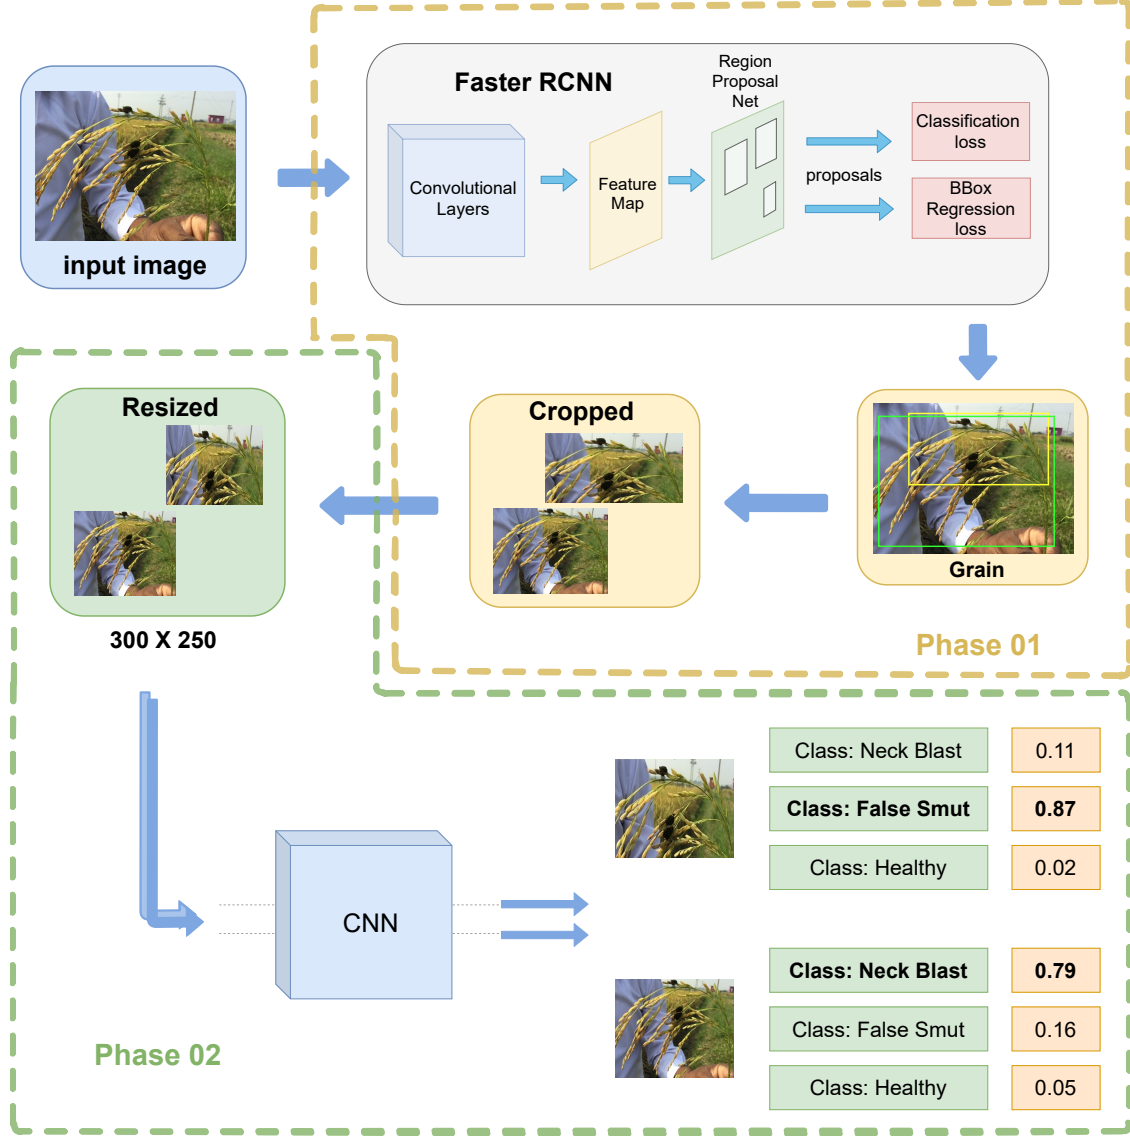 input image
Faster RCNN
Convolutional
Layers
Feature
Map
Region
Proposal
Net
proposals
Classification
loss
BBox
Regression
loss
Grain
Cropped
Phase 01
Resized
300 X 250
CNN
Class: Neck Blast 0.11
Class: False Smut 0.87
Class: Healthy 0.02
Class: Neck Blast 0.79
Class: False Smut 0.16
Class: Healthy 0.05
Phase 02